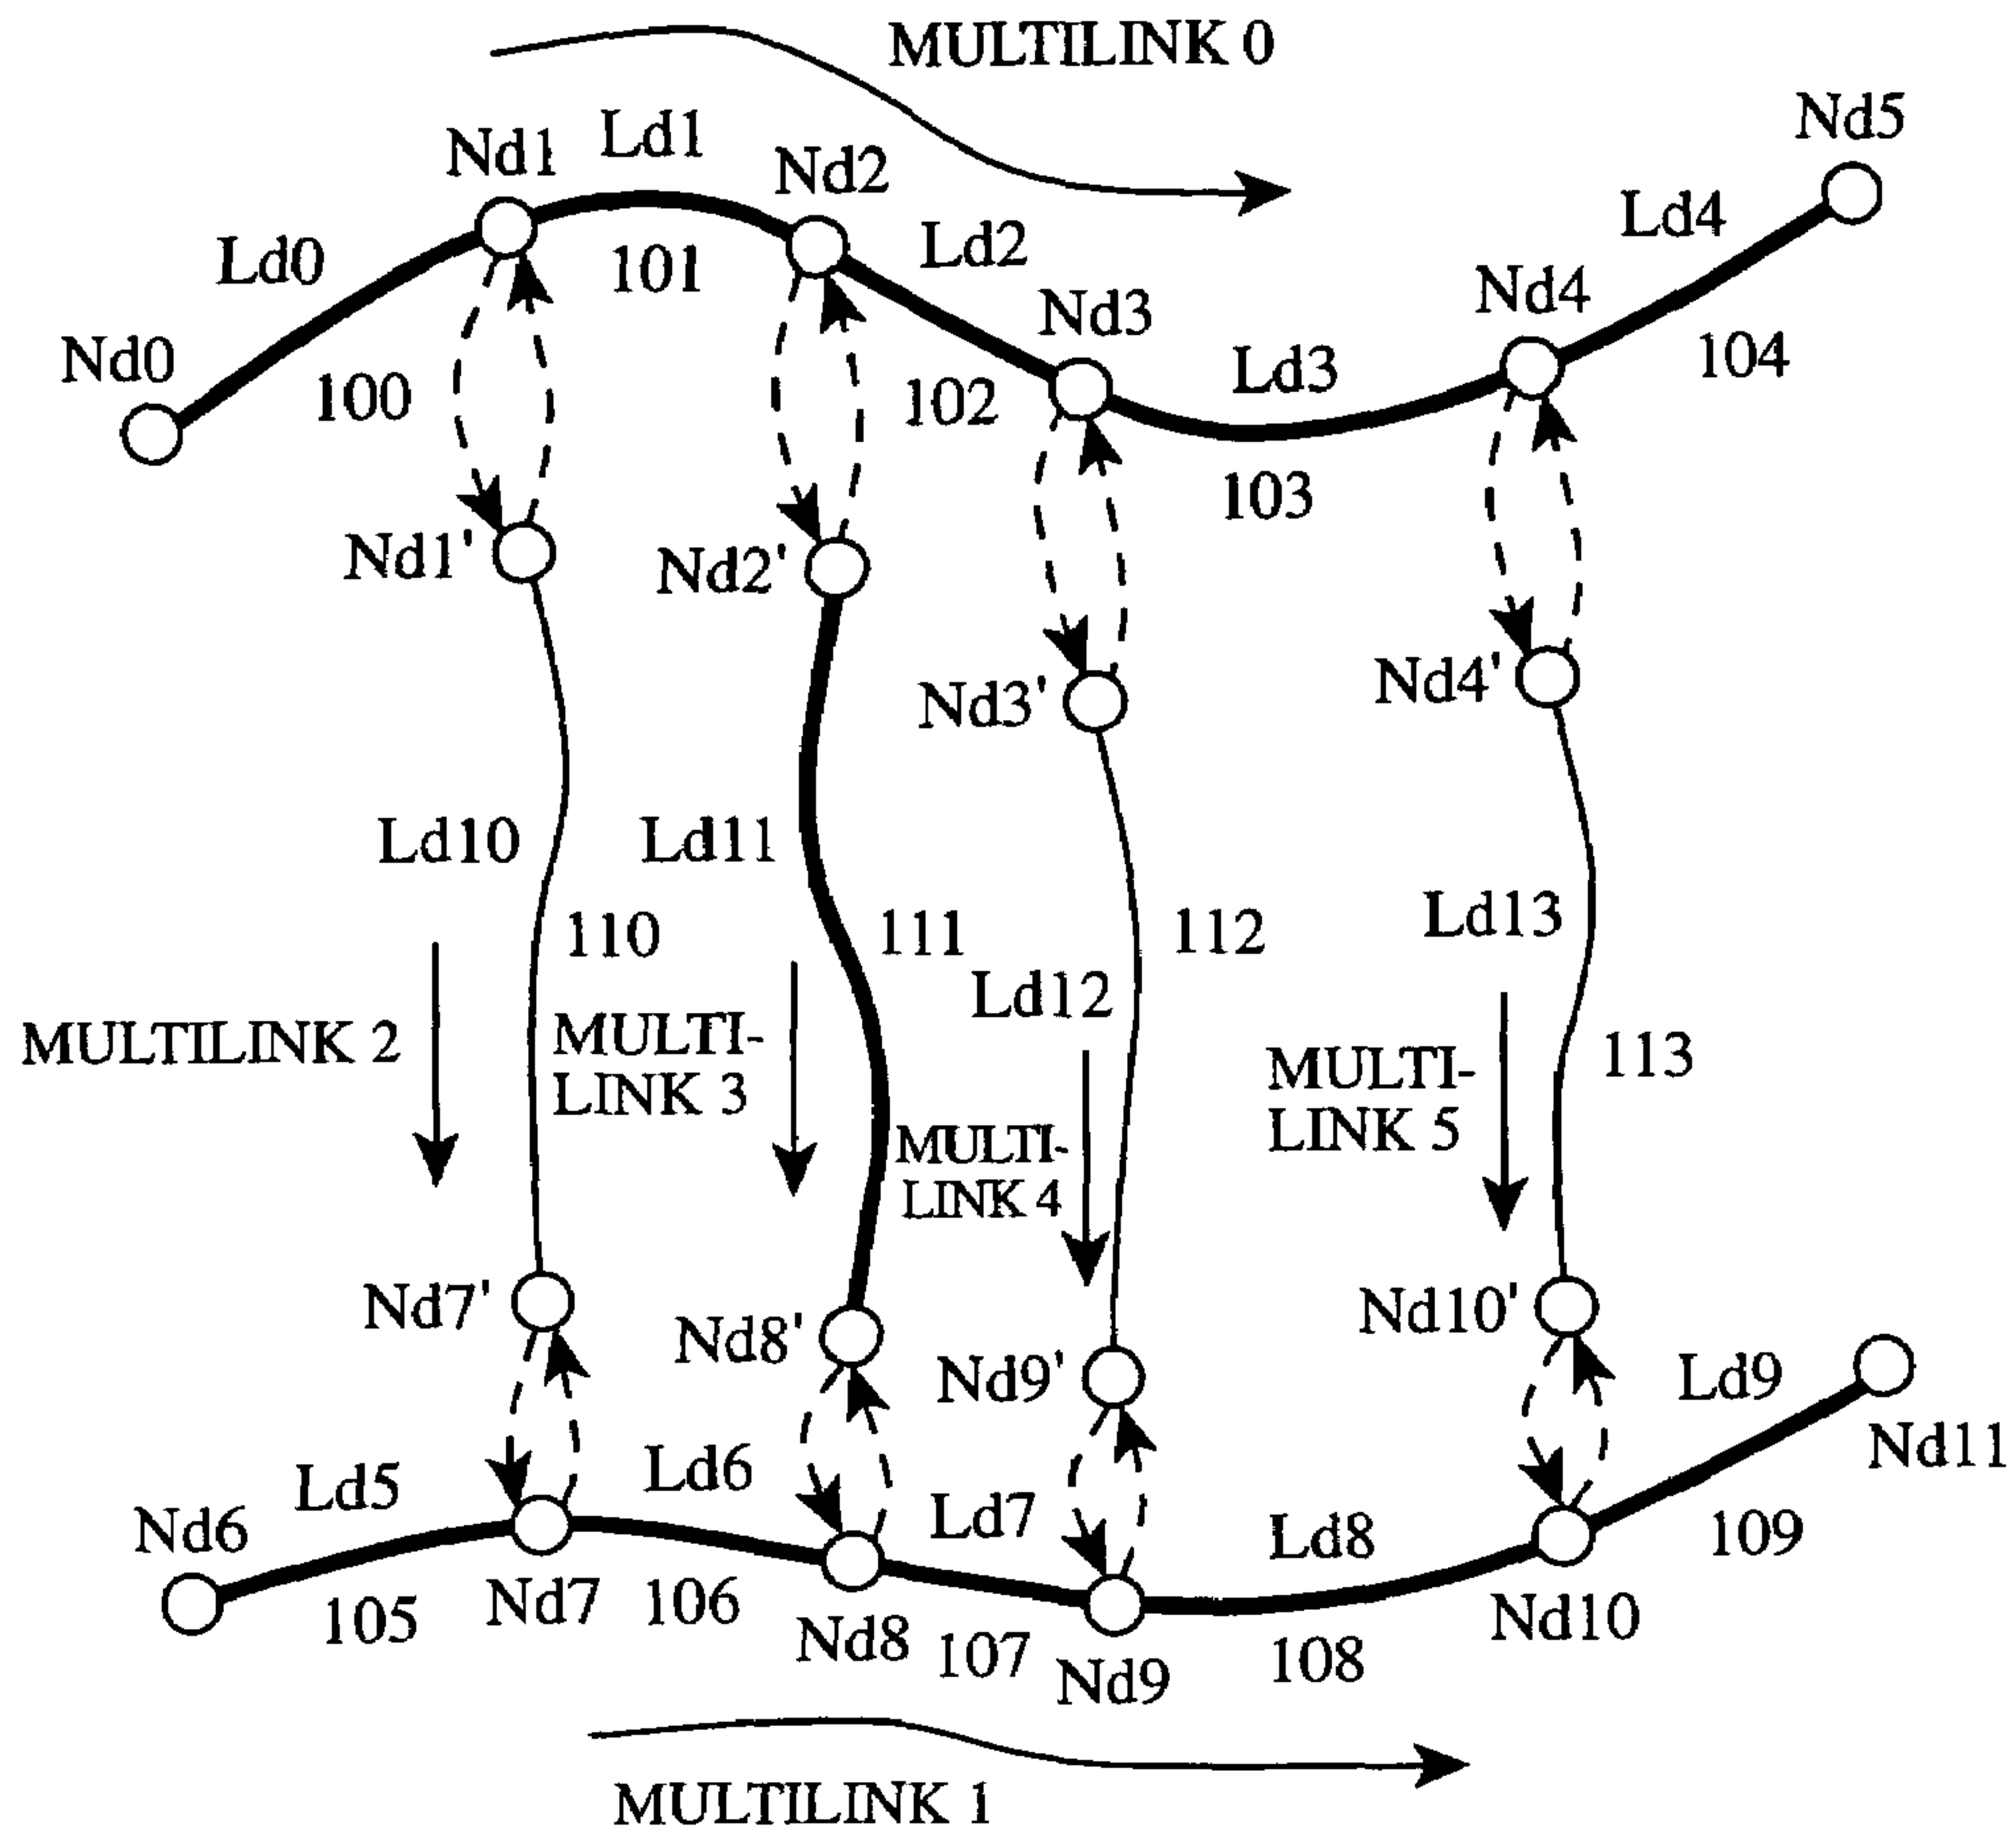 MULTILINK 0
Nd5
Ld1
Nd1
Nd2
Ld4
Ld2
Ld0
101
Nd4
Nd3
Nd0
104
Ld3
100
102
103
Nd1'
Nd2'
Nd4'
Nd3'
Ld10
Ld11
Ld13
110
111
112
Ld12
MULTILINK 2
MULTI-
LINK 3
113
MULTI-
LINK 5
MULTI-
LINK 4
Nd7'
Nd8'
Nd9'
Nd10'
Ld9
Nd11
Ld5
Ld6
Ld7
Nd6
Ld8
109
105
Nd7
106
Nd8
107
Nd9
108
Nd10
MULTILINK 1